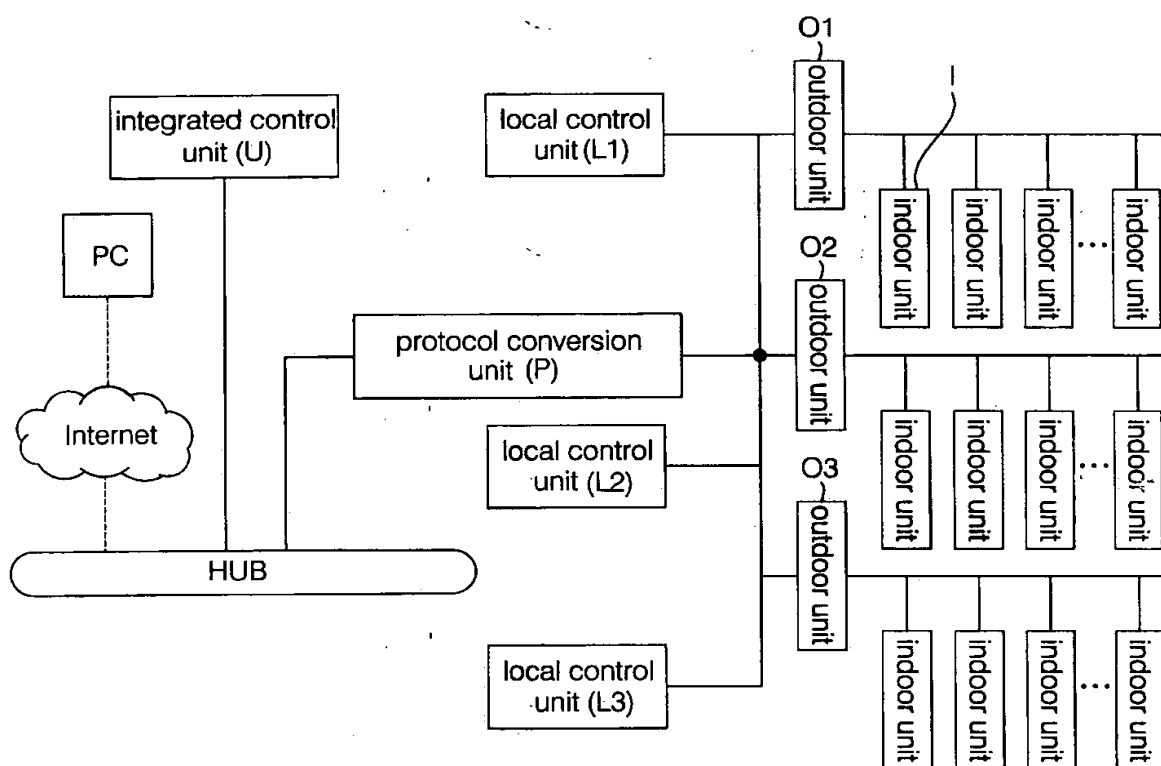 O1
integrated control
unit (U)
local control
unit (L1)
outdoor unit
I
PC
indoor unit
indoor unit
indoor unit
...
indoor unit
O2
outdoor unit
protocol conversion
unit (P)
Internet
local control
unit (L2)
indoor unit
indoor unit
indoor unit
...
indoor unit
O3
outdoor unit
HUB
local control
unit (L3)
indoor unit
indoor unit
indoor unit
...
indoor unit